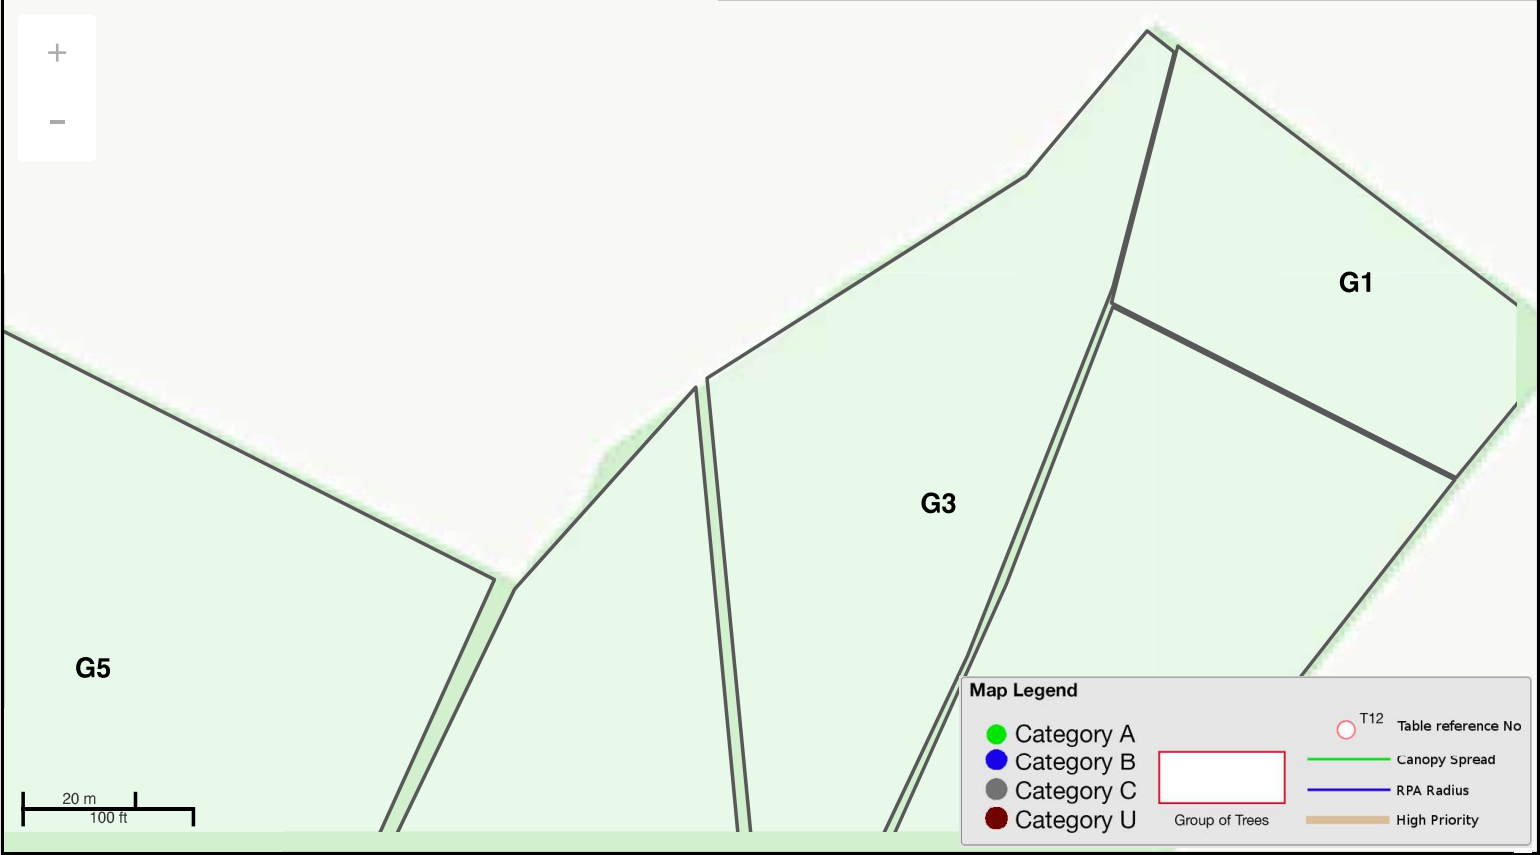 +
−
G1
G3
G5
20 m
100 ft
Map Legend
Category A
Category B
Category C
Category U
Group of Trees
T12 Table reference No
Canopy Spread
RPA Radius
High Priority